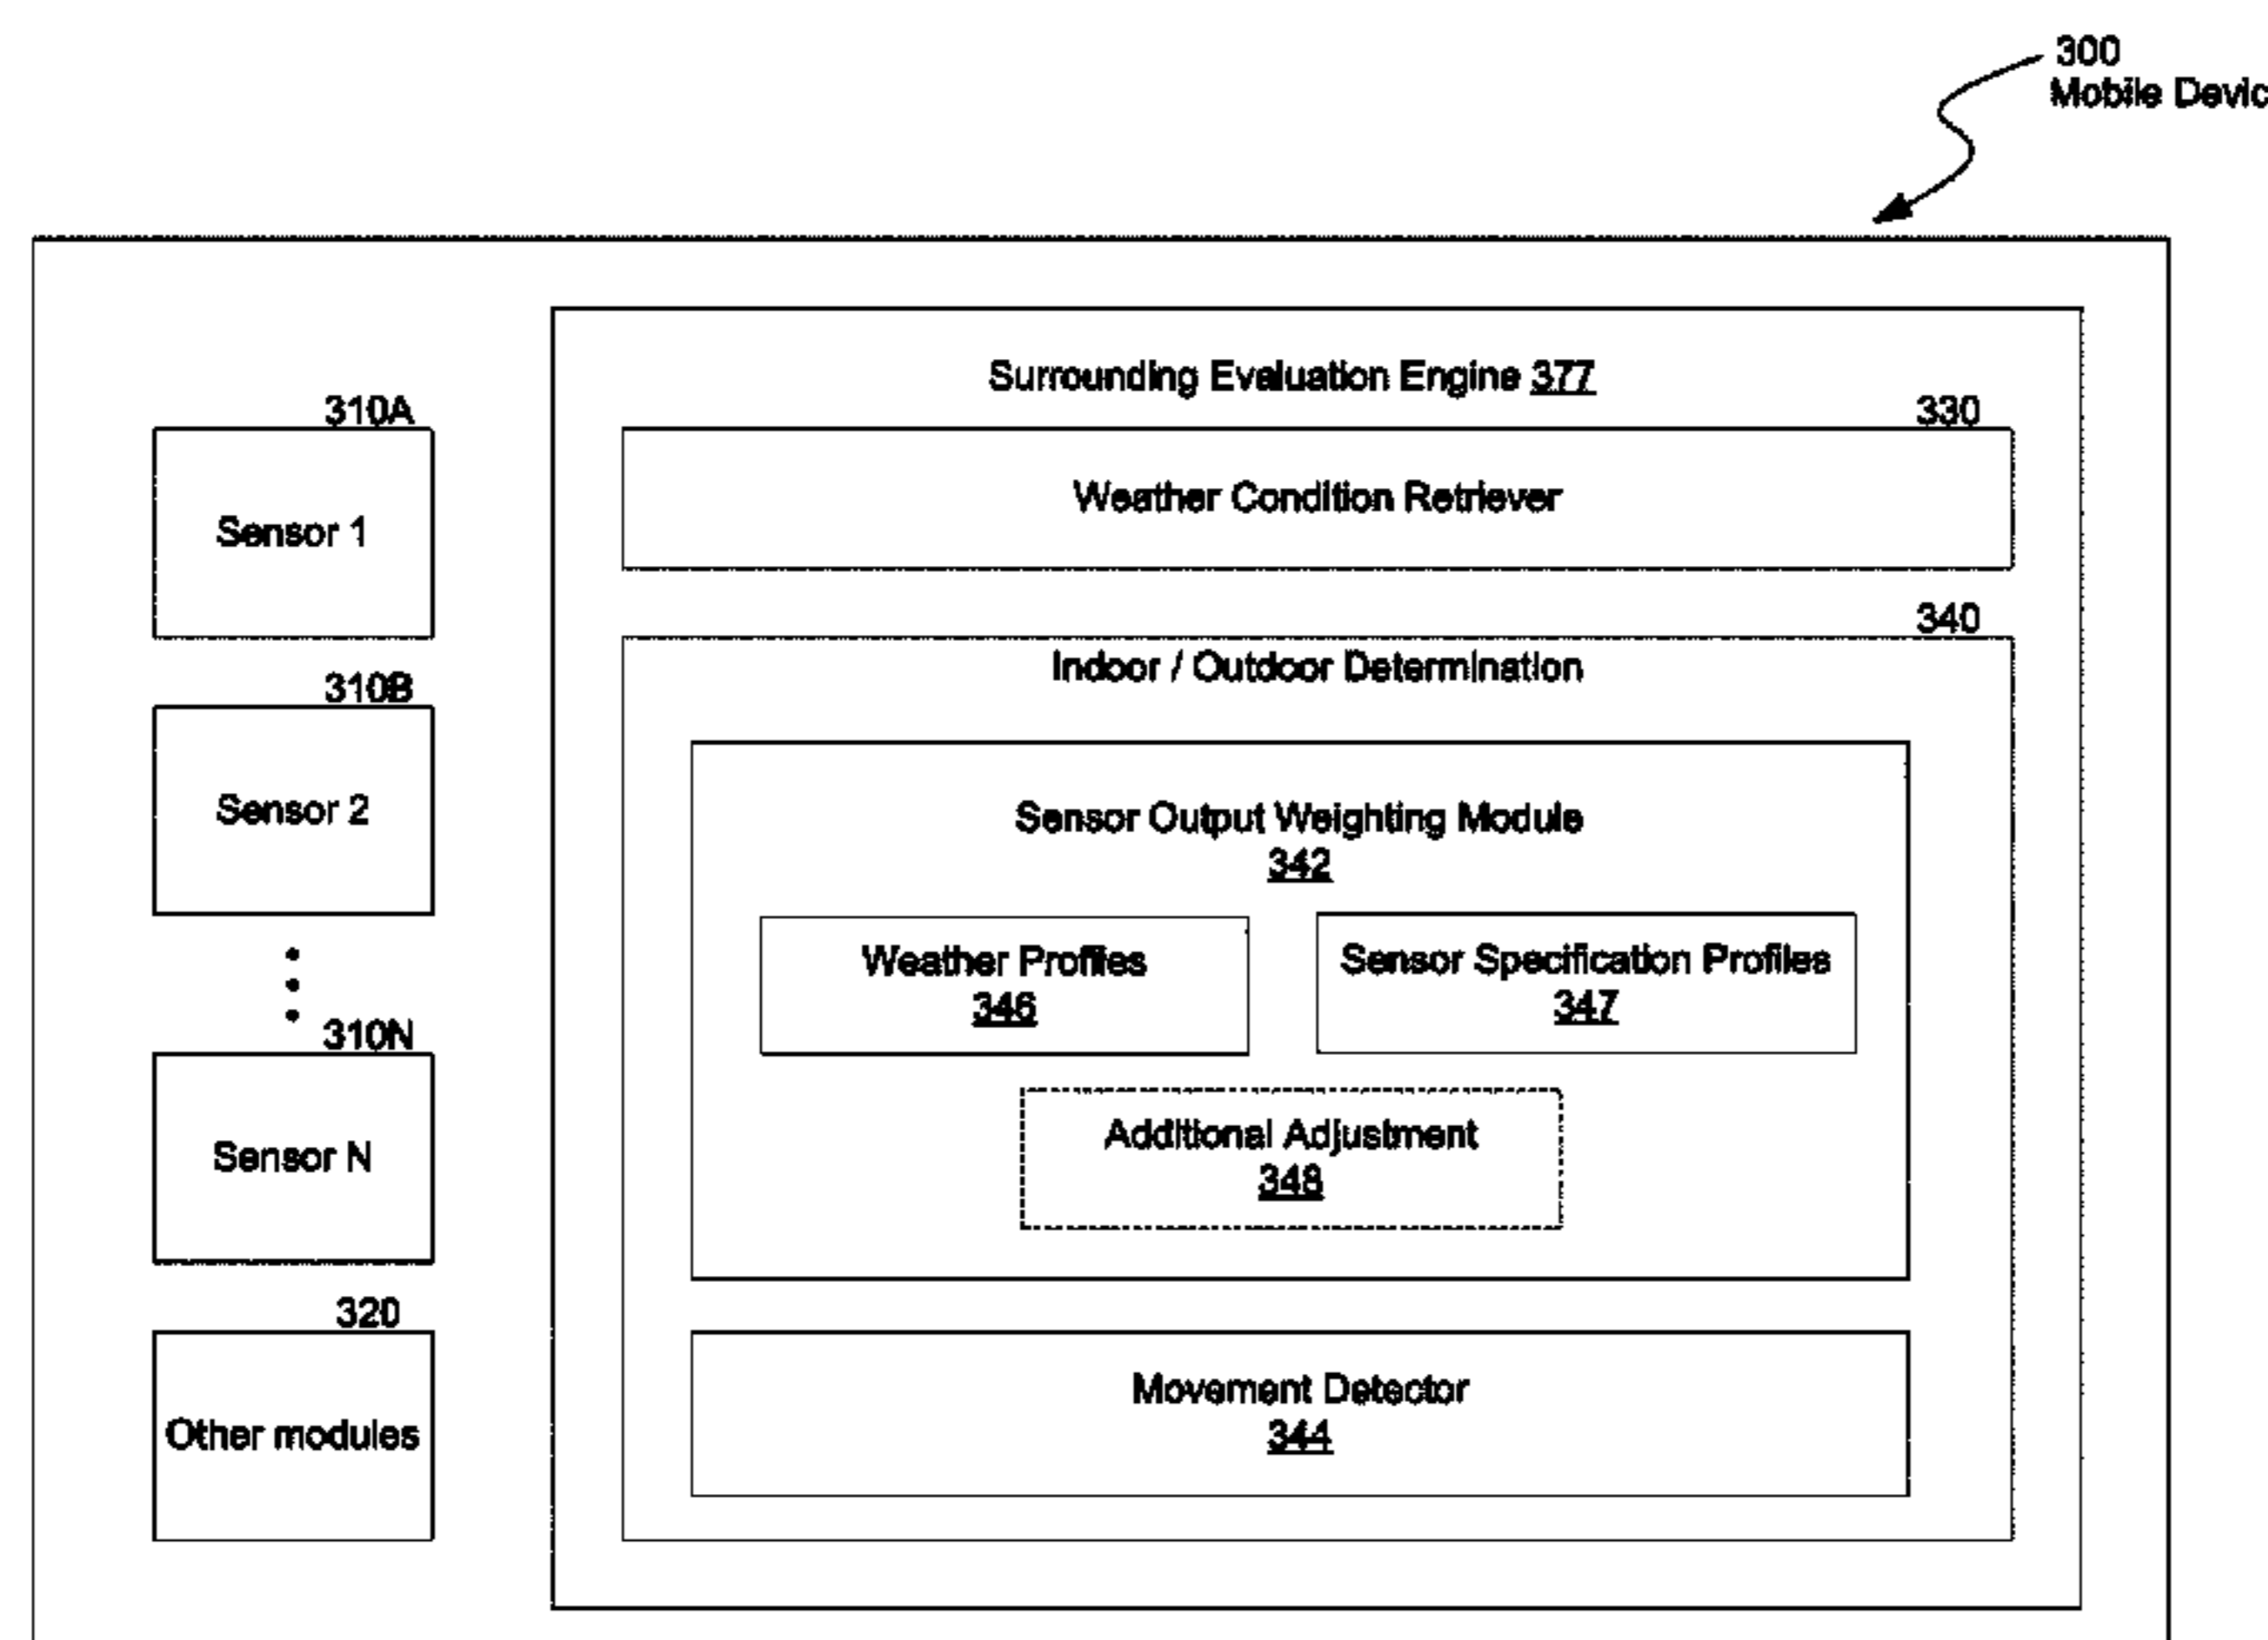 300
Mobile Devic
Surrounding Evaluation Engine 377
310A
330
Sensor 1
Weather Condition Retriever
340
Indoor / Outdoor Determination
310B
Sensor 2
Sensor Output Weighting Module
342
Weather Profiles
346
Sensor Specification Profiles
347
310N
Sensor N
Additional Adjustment
348
320
Other modules
Movement Detector
344